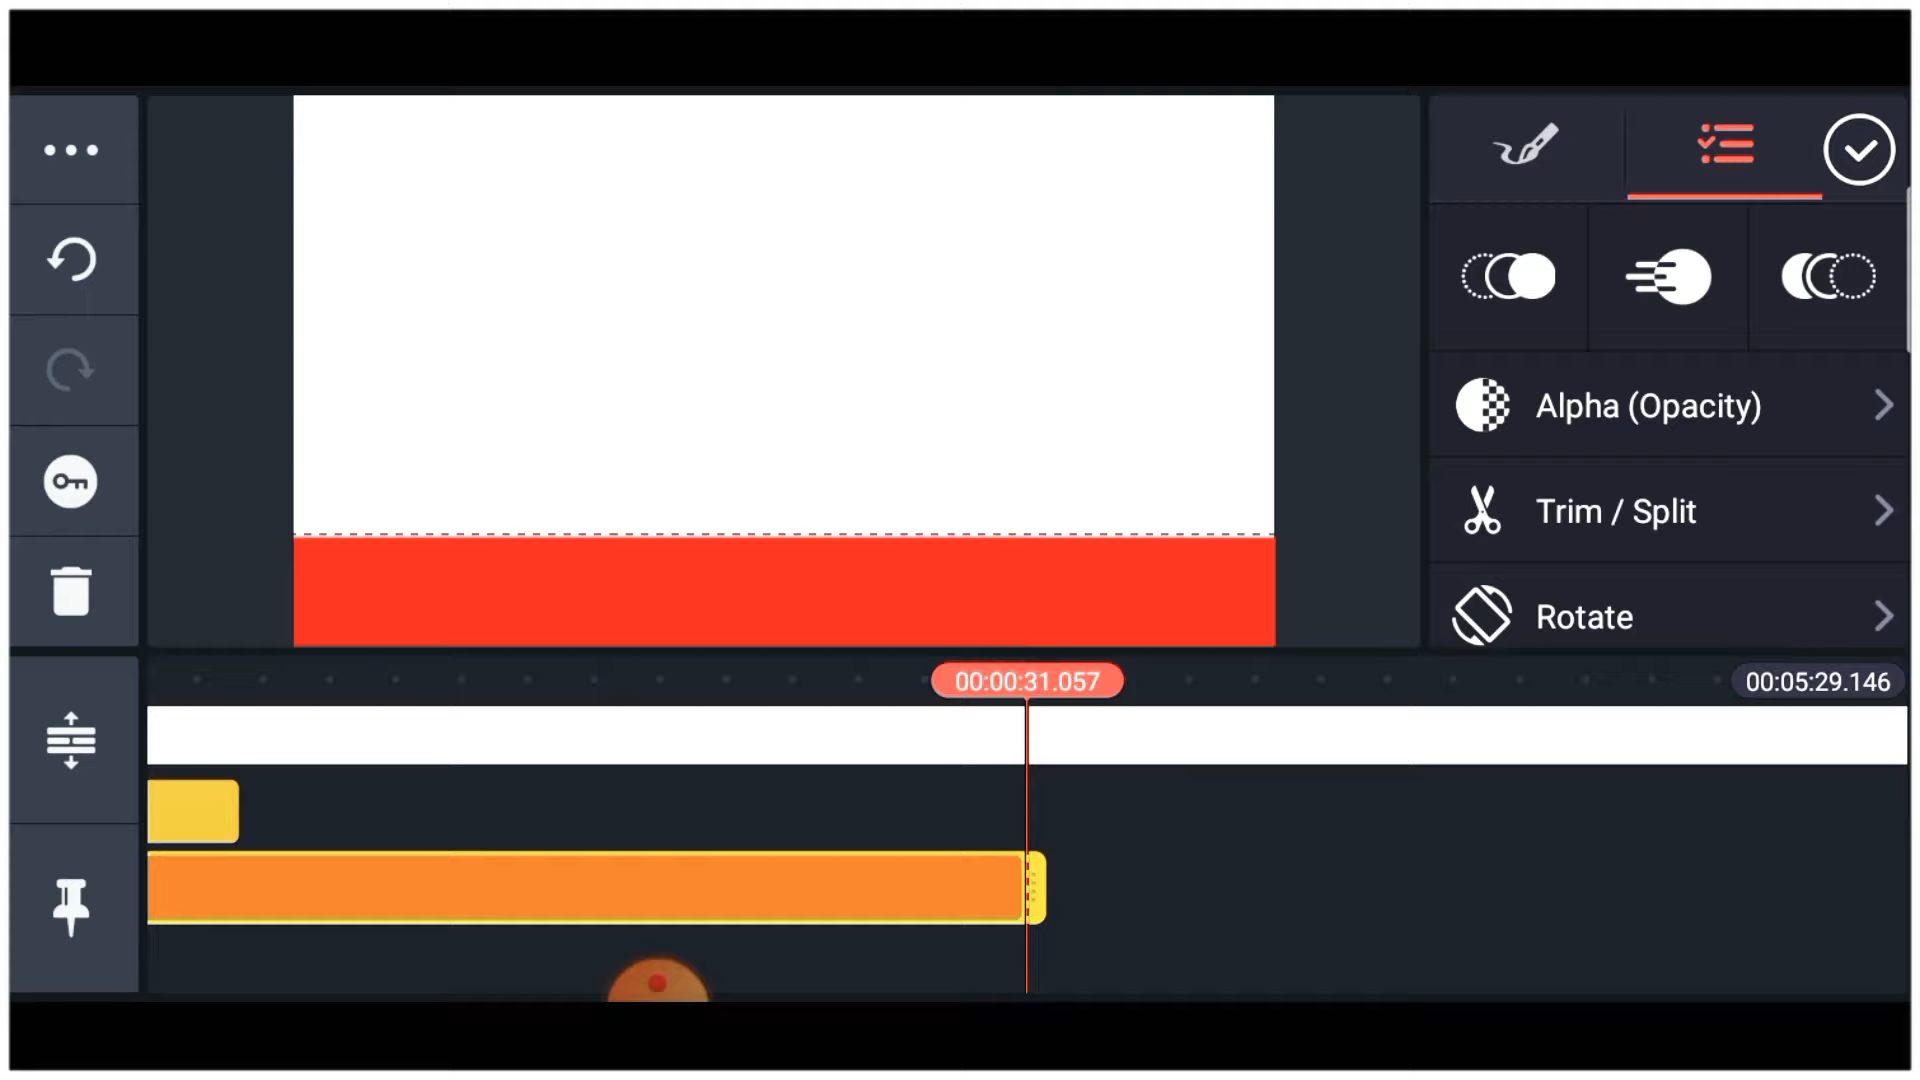 Alpha (Opacity)
Trim / Split
Rotate
00:00:31.057
00:05:29.146